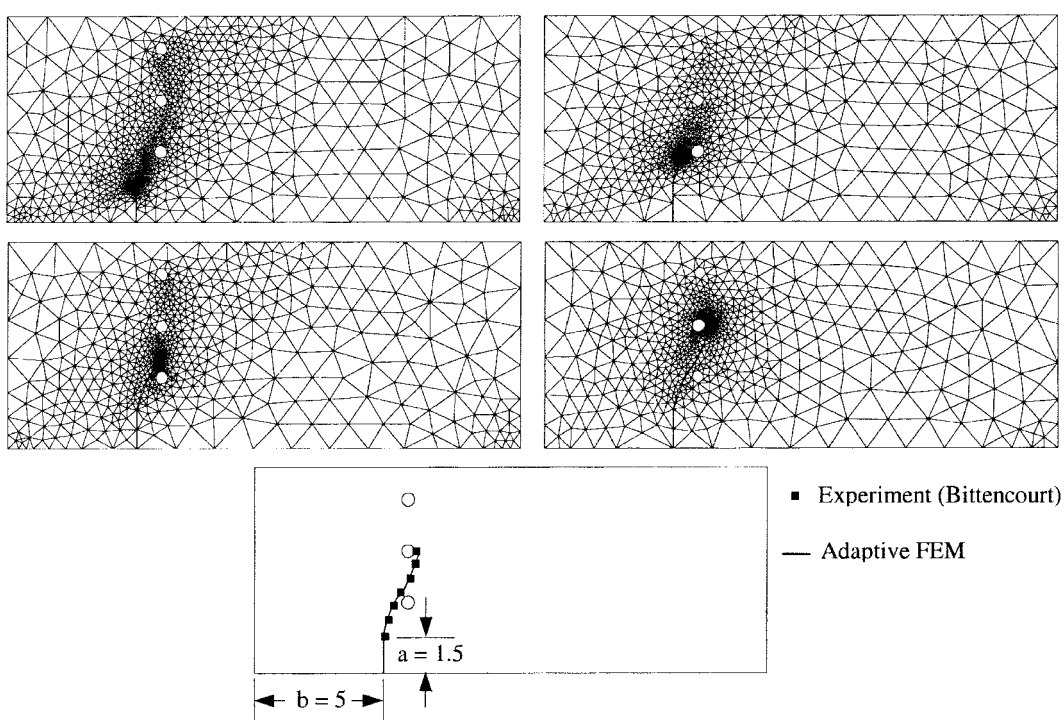 Experiment (Bittencourt)
Adaptive FEM
a = 1.5
b = 5